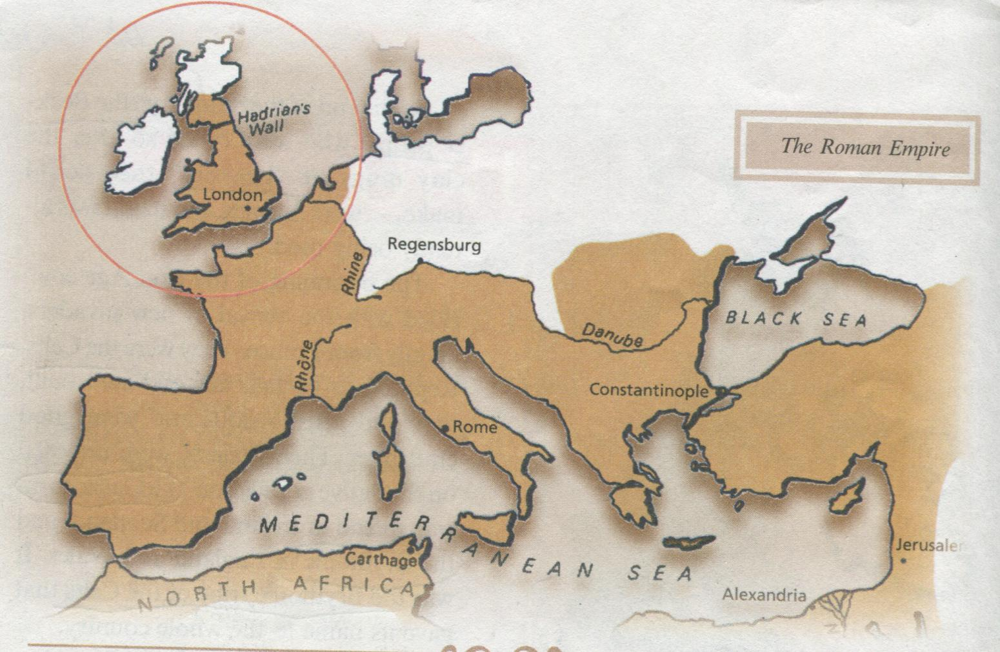 Hadrian's
Wall
The Roman Empire
London
Regensburg
Rhine
BLACK SEA
Danube
Rhône
Constantinople
Rome
MEDITERRANEAN SEA
Carthage
Jerusale
NORTH AFRICA
Alexandria